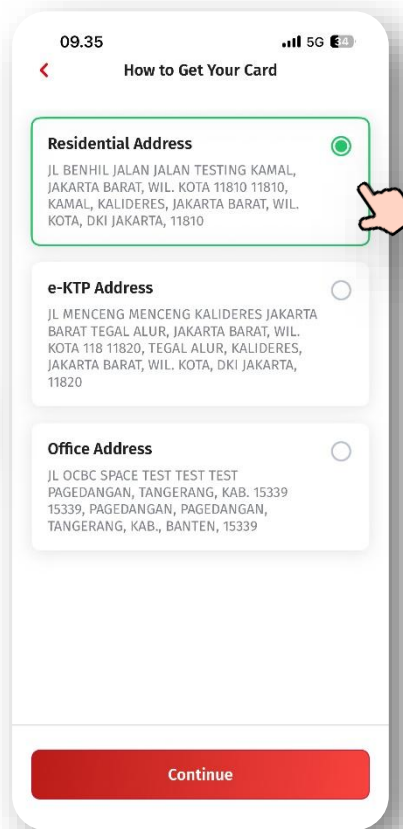 09.35 5G 34
How to Get Your Card
Residential Address
JL BENHIL JALAN JALAN TESTING KAMAL,
JAKARTA BARAT, WIL. KOTA 11810 11810,
KAMAL, KALIDERES, JAKARTA BARAT, WIL.
KOTA, DKI JAKARTA, 11810
e-KTP Address
JL MENCENG MENCENG KALIDERES JAKARTA
BARAT TEGAL ALUR, JAKARTA BARAT, WIL.
KOTA 118 11820, TEGAL ALUR, KALIDERES,
JAKARTA BARAT, WIL. KOTA, DKI JAKARTA,
11820
Office Address
JL OCBC SPACE TEST TEST TEST
PAGEDANGAN, TANGERANG, KAB. 15339
15339, PAGEDANGAN, PAGEDANGAN,
TANGERANG, KAB., BANTEN, 15339
Continue